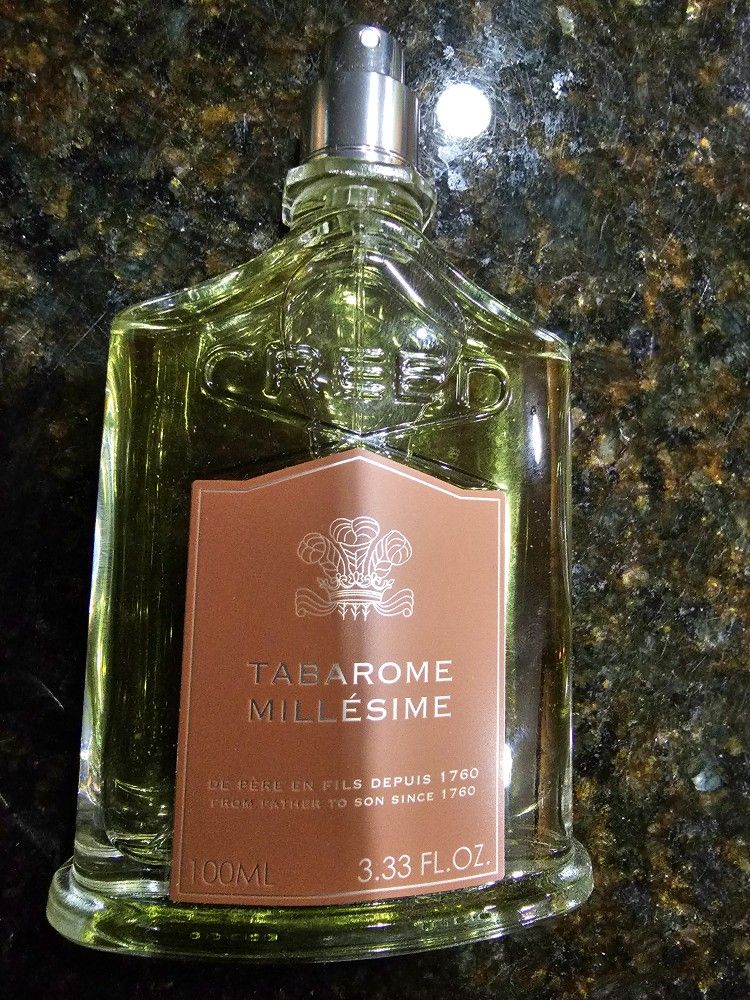 CREED
TABAROME
MILLÉSIME
DE PÈRE EN FILS DEPUIS 1760
FROM FATHER TO SON SINCE 1760
100ML 3.33 FL.OZ.